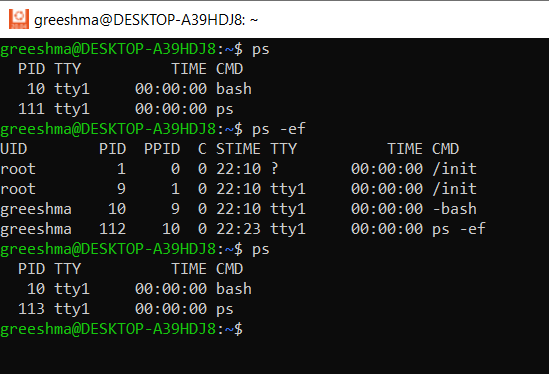 greeshma@DESKTOP-A39HDJ8: ~
greeshma@DESKTOP-A39HDJ8:~$ ps
  PID TTY          TIME CMD
   10 tty1     00:00:00 bash
  111 tty1     00:00:00 ps
greeshma@DESKTOP-A39HDJ8:~$ ps -ef
UID        PID  PPID  C STIME TTY          TIME CMD
root         1     0  0 22:10 ?        00:00:00 /init
root         9     1  0 22:10 tty1     00:00:00 /init
greeshma    10     9  0 22:10 tty1     00:00:00 -bash
greeshma   112    10  0 22:23 tty1     00:00:00 ps -ef
greeshma@DESKTOP-A39HDJ8:~$ ps
  PID TTY          TIME CMD
   10 tty1     00:00:00 bash
  113 tty1     00:00:00 ps
greeshma@DESKTOP-A39HDJ8:~$